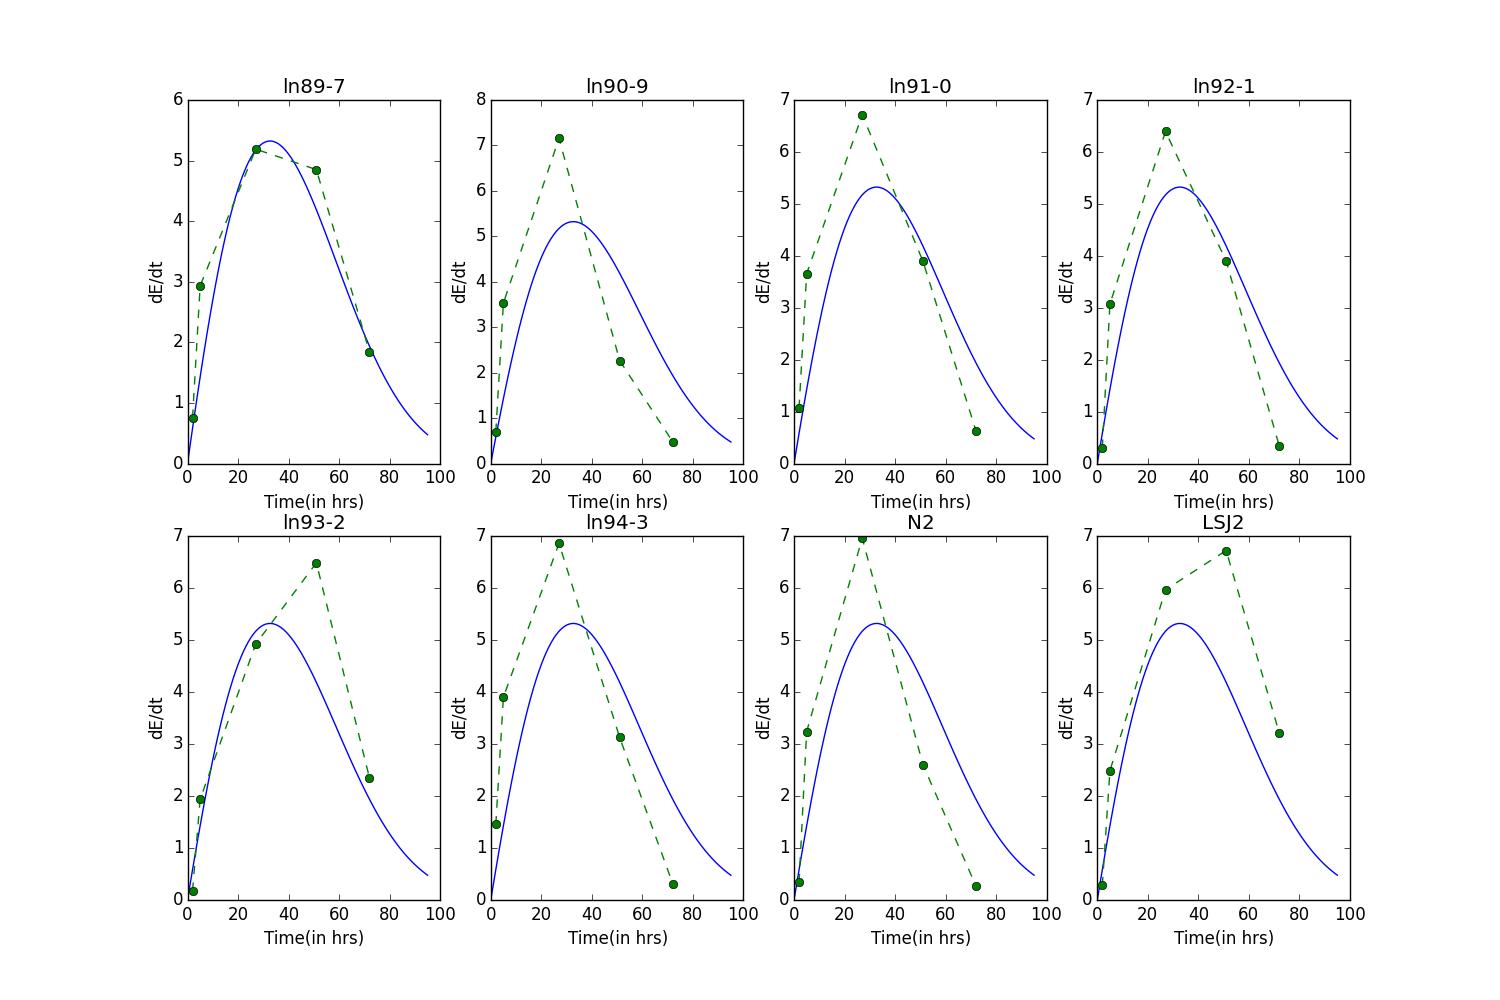 ln89-7 ln90-9 ln91-0 ln92-1
6 8 7 7
5 7 6 6
4 6 5 5
3 5 4 4
2 4 3 3
1 3 2 2
0 2 1 1
1 0 0
0
dE/dt dE/dt dE/dt dE/dt
0 20 40 60 80 100 0 20 40 60 80 100 0 20 40 60 80 100 0 20 40 60 80 100
Time(in hrs) Time(in hrs) Time(in hrs) Time(in hrs)
ln93-2 ln94-3 N2 LSJ2
7 7 7 7
6 6 6 6
5 5 5 5
4 4 4 4
3 3 3 3
2 2 2 2
1 1 1 1
0 0 0 0
dE/dt dE/dt dE/dt dE/dt
0 20 40 60 80 100 0 20 40 60 80 100 0 20 40 60 80 100 0 20 40 60 80 100
Time(in hrs) Time(in hrs) Time(in hrs) Time(in hrs)